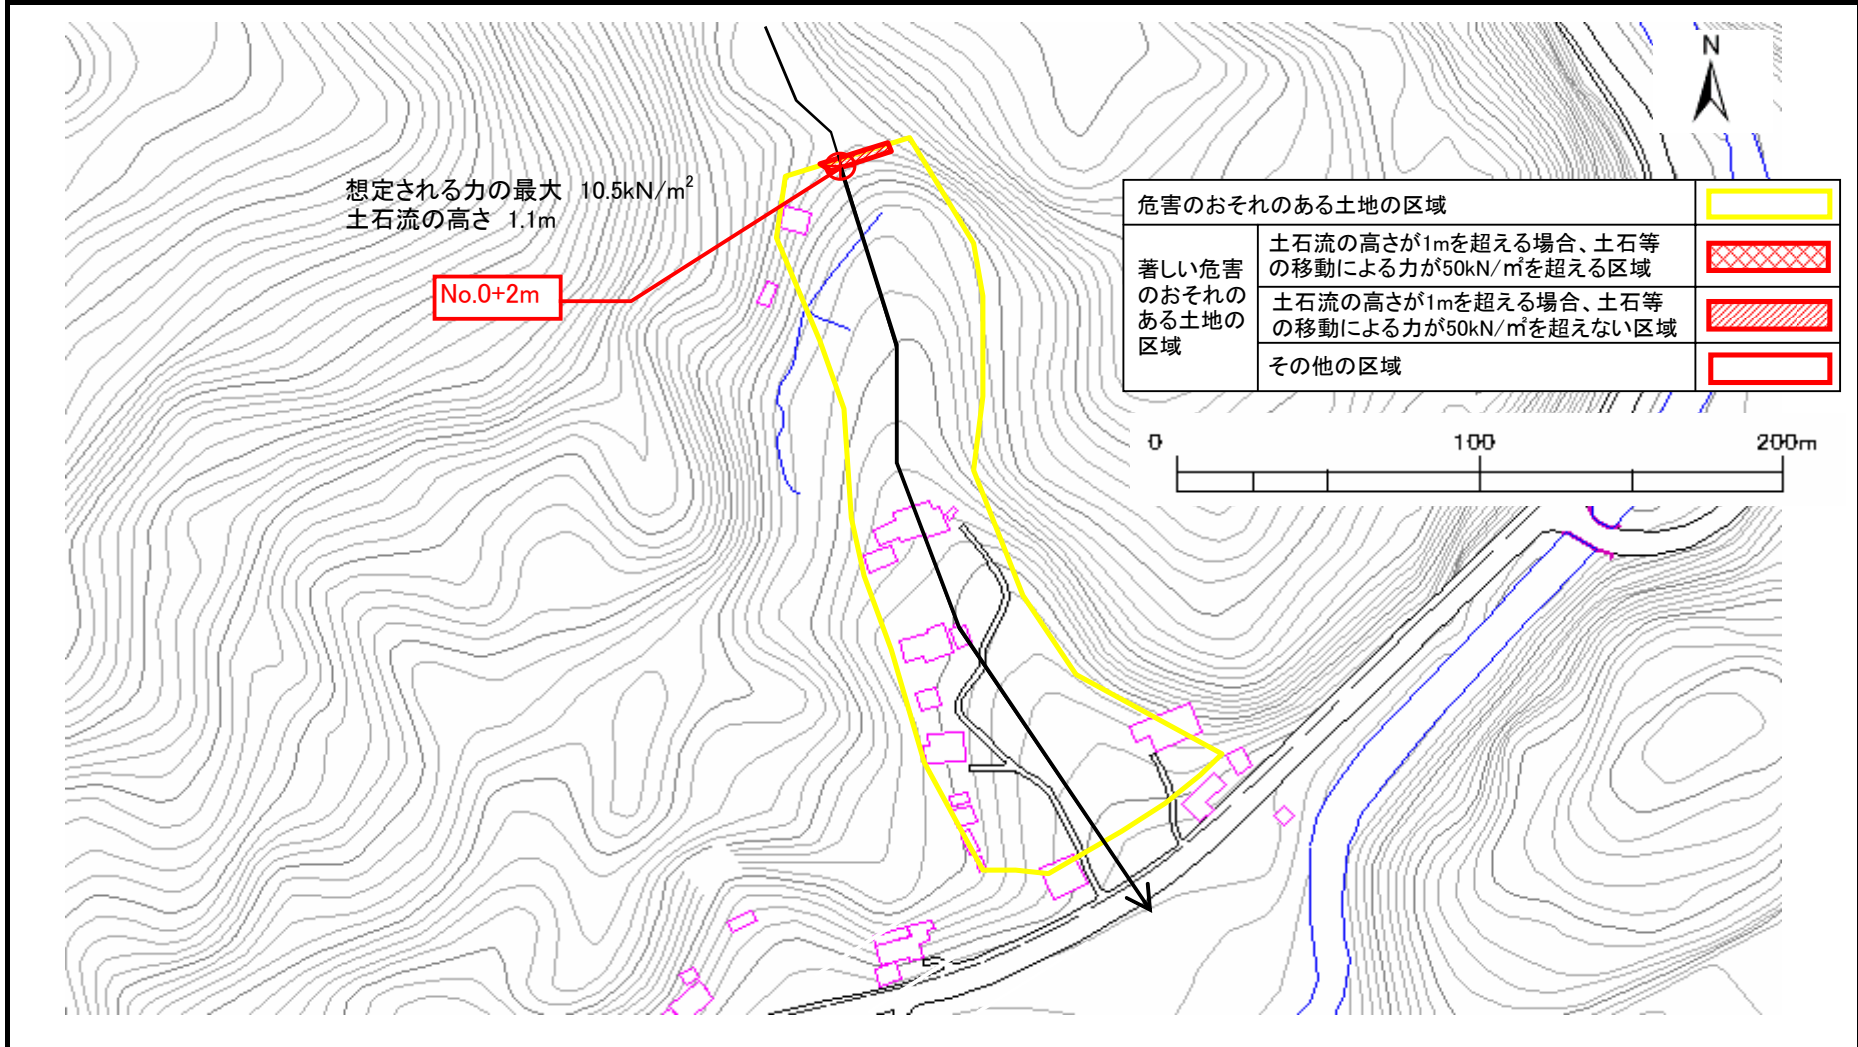 N
想定される力の最大 10.5kN/m²
土石流の高さ 1.1m
No.0+2m
危害のおそれのある土地の区域
著しい危害
のおそれの
ある土地の
区域
土石流の高さが1mを超える場合、土石等
の移動による力が50kN/㎡を超える区域
土石流の高さが1mを超える場合、土石等
の移動による力が50kN/㎡を超えない区域
その他の区域
0 100 200m